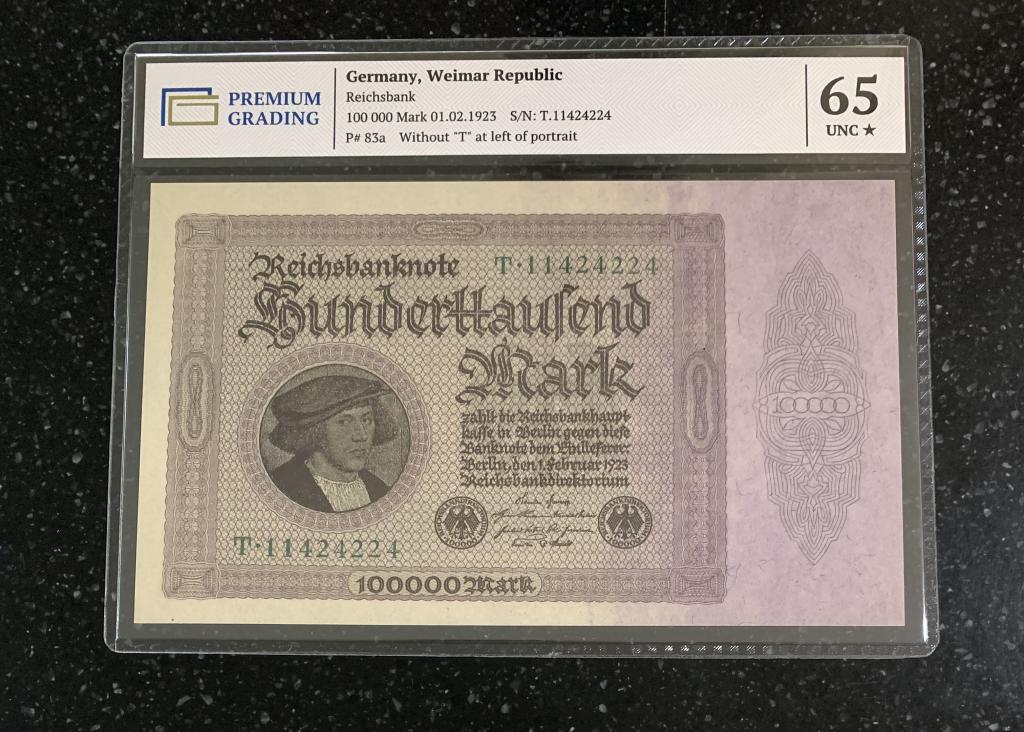 PREMIUM
GRADING
Germany, Weimar Republic
Reichsbank
100 000 Mark 01.02.1923 S/N: T.11424224
P# 83a Without "T" at left of portrait
65
UNC ★
Reichsbanknote T·11424224
Hunderttausend
Mark
zahlt die Reichsbankhaupt-
kasse in Berlin gegen diese
Banknote dem Einlieferer.
Berlin, den 1. Februar 1923
Reichsbankdirektorium
T·11424224
100000 Mark
100000